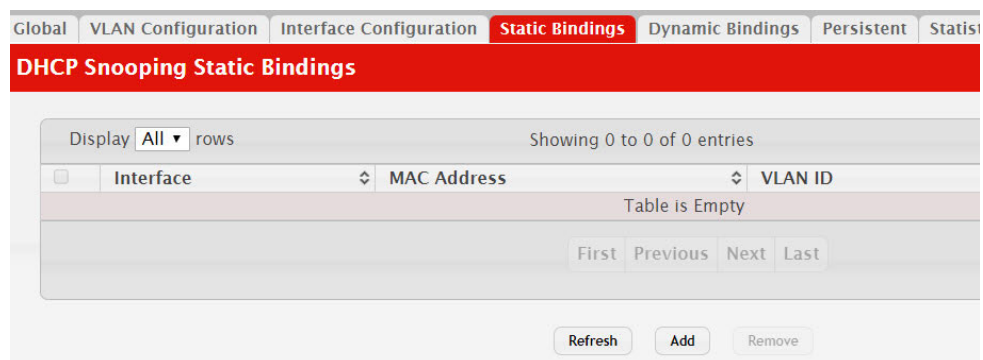 Global VLAN Configuration Interface Configuration Static Bindings Dynamic Bindings Persistent
DHCP Snooping Static Bindings
Display All rows Showing 0 to 0 of 0 entries
Interface MAC Address VLAN ID
Table is Empty
First Previous Next Last
Refresh Add Remove